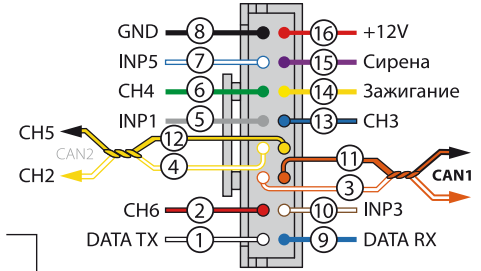 GND 8 16 +12V
INP5 7 15 Сирена
CH4 6 14 Зажигание
INP1 5 13 CH3
CH5 12
CAN2 11 CAN1
CH2 4 3
CH6 2 10 INP3
DATA TX 1 9 DATA RX